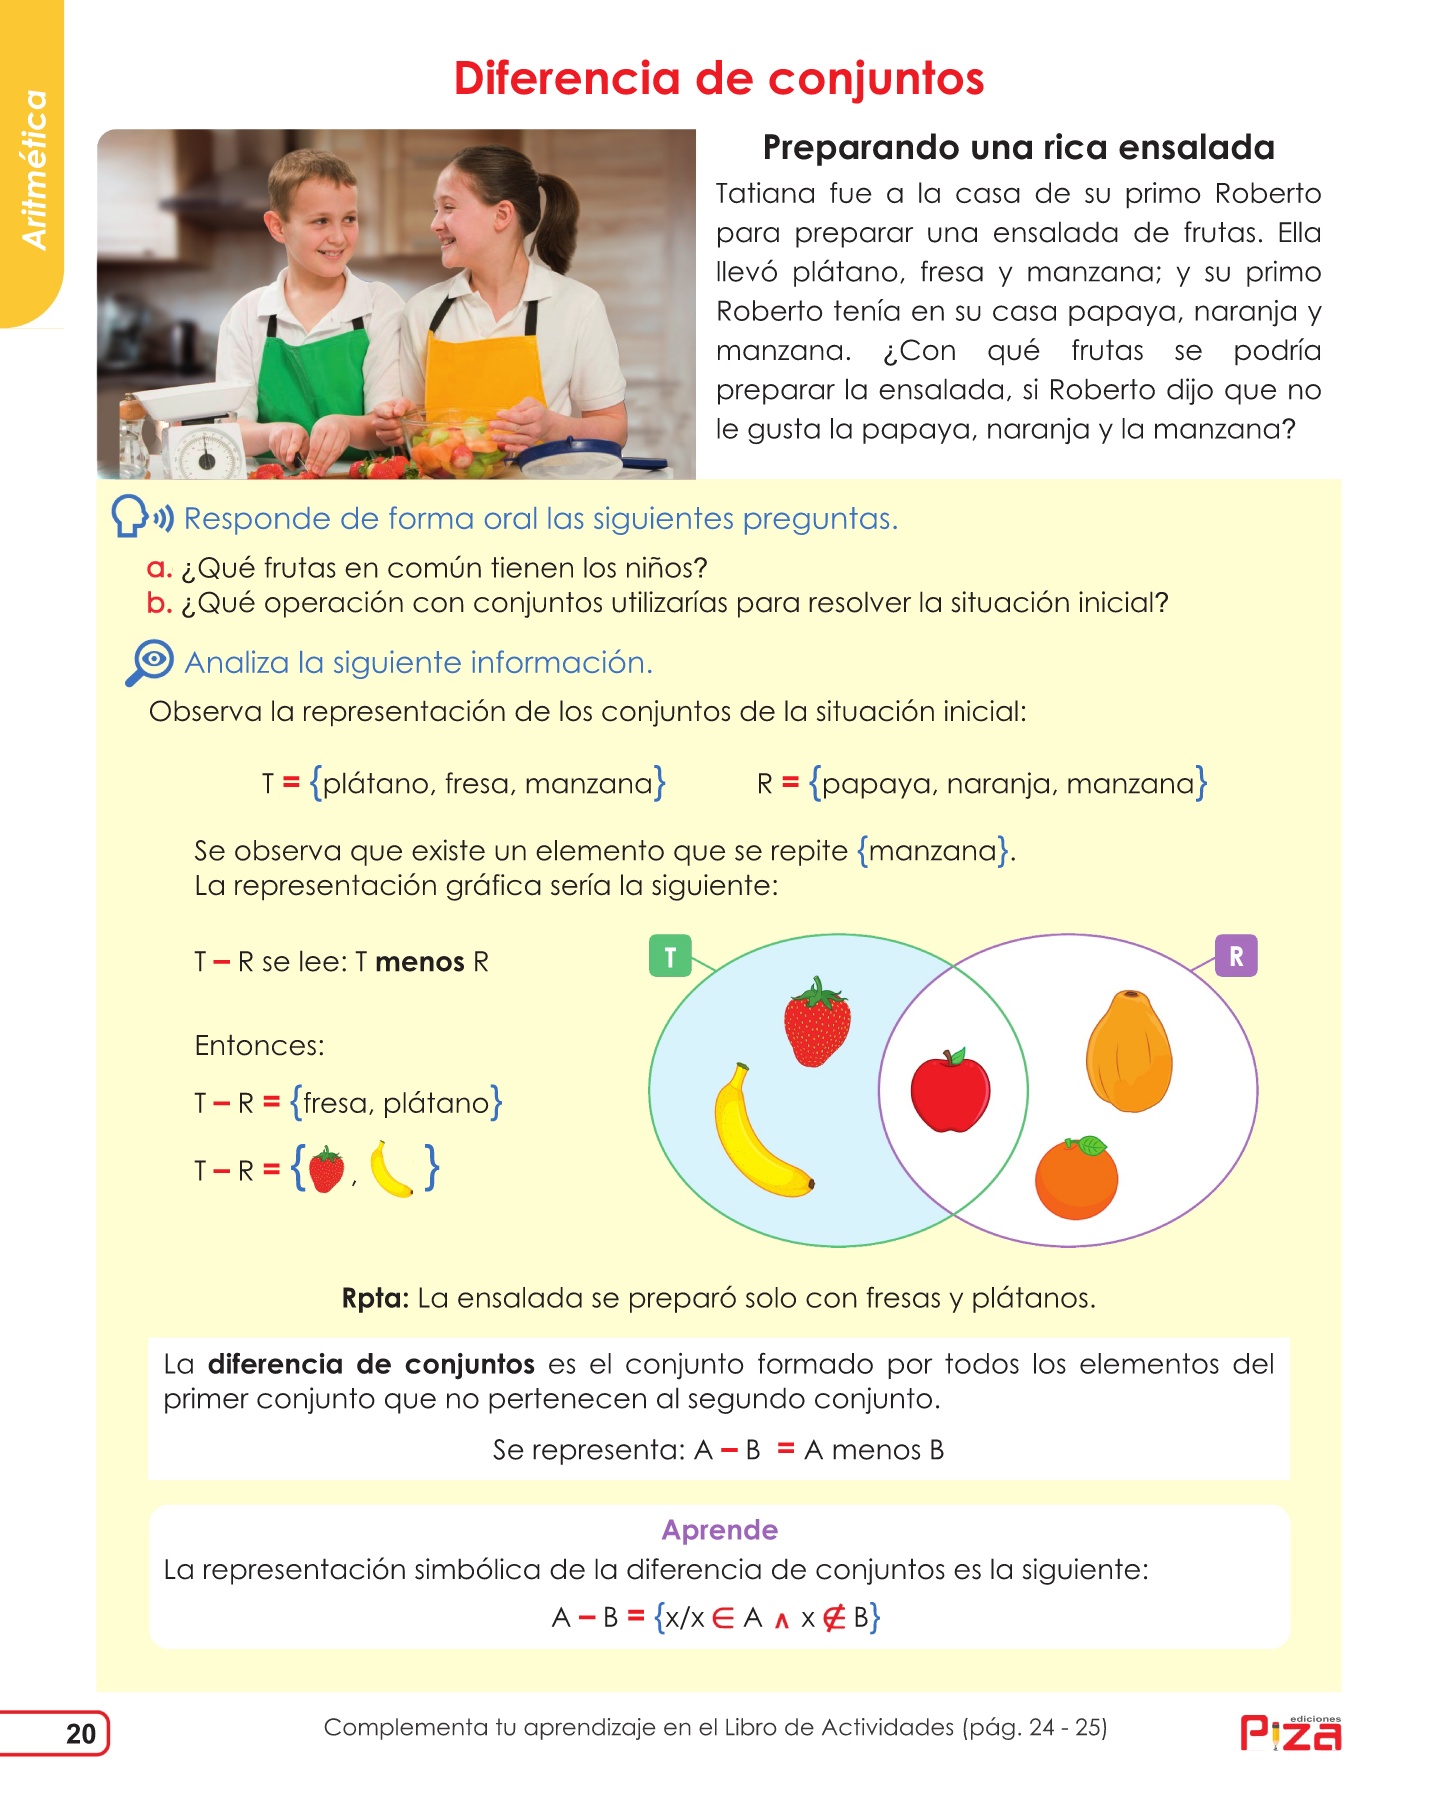 Aritmética
Diferencia de conjuntos
Preparando una rica ensalada
Tatiana fue a la casa de su primo Roberto
para preparar una ensalada de frutas. Ella
llevó plátano, fresa y manzana; y su primo
Roberto tenía en su casa papaya, naranja y
manzana. ¿Con qué frutas se podría
preparar la ensalada, si Roberto dijo que no
le gusta la papaya, naranja y la manzana?
Responde de forma oral las siguientes preguntas.
a. ¿Qué frutas en común tienen los niños?
b. ¿Qué operación con conjuntos utilizarías para resolver la situación inicial?
Analiza la siguiente información.
Observa la representación de los conjuntos de la situación inicial:
T = {plátano, fresa, manzana}
R = {papaya, naranja, manzana}
Se observa que existe un elemento que se repite {manzana}.
La representación gráfica sería la siguiente:
T – R se lee: T menos R
Entonces:
T – R = {fresa, plátano}
T – R = { , }
T
R
Rpta: La ensalada se preparó solo con fresas y plátanos.
La diferencia de conjuntos es el conjunto formado por todos los elementos del
primer conjunto que no pertenecen al segundo conjunto.
Se representa: A – B = A menos B
Aprende
La representación simbólica de la diferencia de conjuntos es la siguiente:
A – B = {x/x ∈ A ∧ x ∉ B}
20
Complementa tu aprendizaje en el Libro de Actividades (pág. 24 - 25)
ediciones
Piza